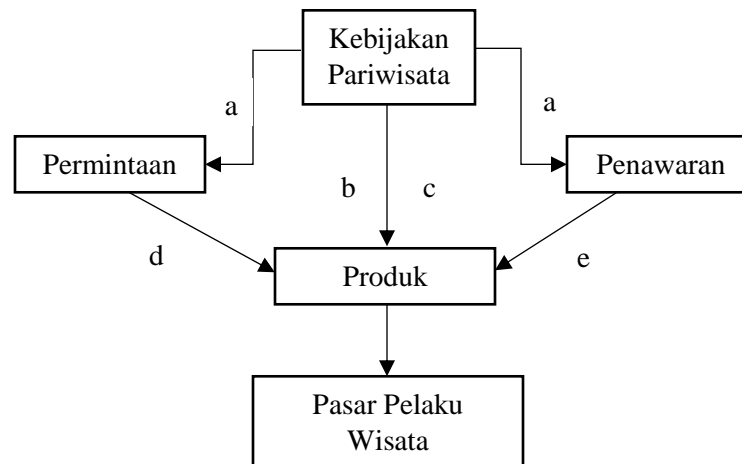 Kebijakan
Pariwisata
a
a
Permintaan
Penawaran
b
c
d
e
Produk
Pasar Pelaku
Wisata